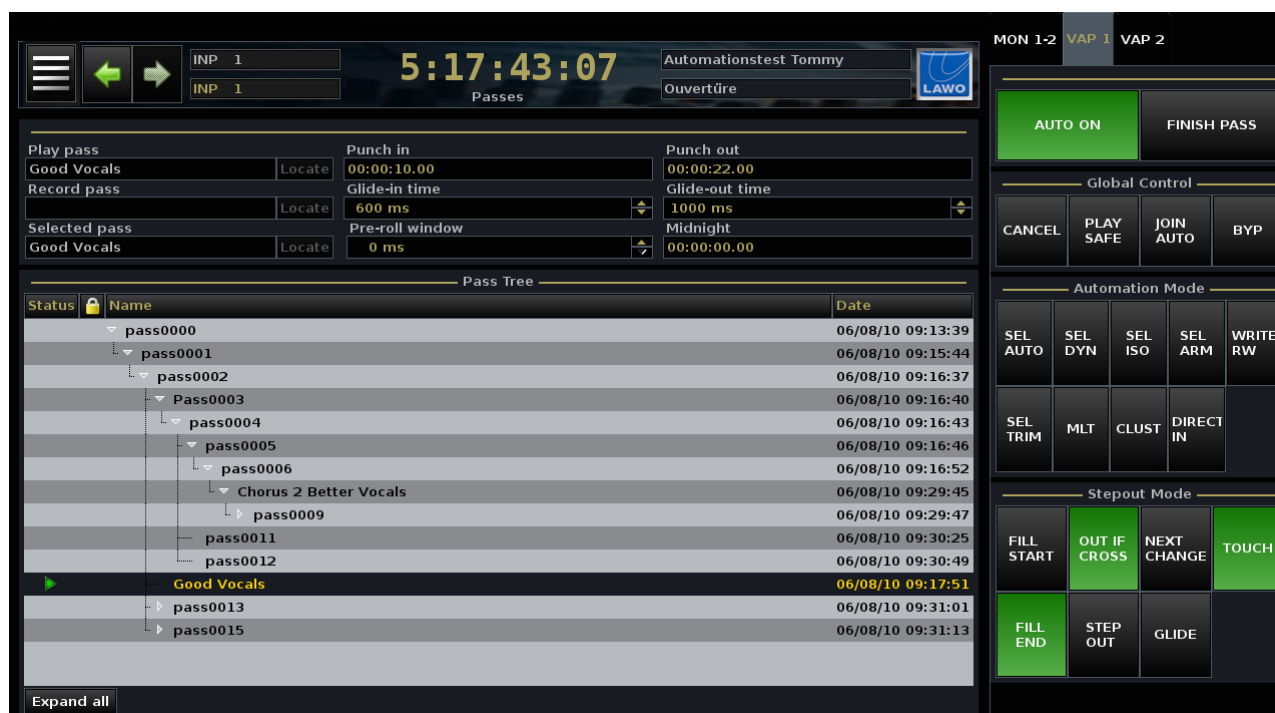 MON 1-2 VAP 1 VAP 2
INP 1
5:17:43:07
Automationstest Tommy
INP 1
Passes
Ouvertüre
LAWO
AUTO ON FINISH PASS
Play pass Punch in Punch out
Good Vocals Locate 00:00:10.00 00:00:22.00
Record pass Glide-in time Glide-out time
Locate 600 ms 1000 ms
Selected pass Pre-roll window Midnight
Good Vocals Locate 0 ms 00:00:00.00
Pass Tree
Status Name Date
pass0000 06/08/10 09:13:39
pass0001 06/08/10 09:15:44
pass0002 06/08/10 09:16:37
Pass0003 06/08/10 09:16:40
pass0004 06/08/10 09:16:43
pass0005 06/08/10 09:16:46
pass0006 06/08/10 09:16:52
Chorus 2 Better Vocals 06/08/10 09:29:45
pass0009 06/08/10 09:29:47
pass0011 06/08/10 09:30:25
pass0012 06/08/10 09:30:49
Good Vocals 06/08/10 09:17:51
pass0013 06/08/10 09:31:01
pass0015 06/08/10 09:31:13
Expand all
Global Control
CANCEL PLAY SAFE JOIN AUTO BYP
Automation Mode
SEL AUTO SEL DYN SEL ISO SEL ARM WRITE RW
SEL TRIM MLT CLUST DIRECT IN
Stepout Mode
FILL START OUT IF CROSS NEXT CHANGE TOUCH
FILL END STEP OUT GLIDE